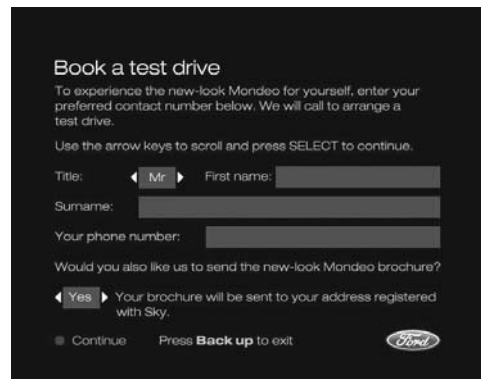 Book a test drive
To experience the new-look Mondeo for yourself, enter your
preferred contact number below. We will call to arrange a
test drive.
Use the arrow keys to scroll and press SELECT to continue.
Title: Mr First name:
Surname:
Your phone number:
Would you also like us to send the new-look Mondeo brochure?
Yes Your brochure will be sent to your address registered
with Sky.
Continue Press Back up to exit
Ford